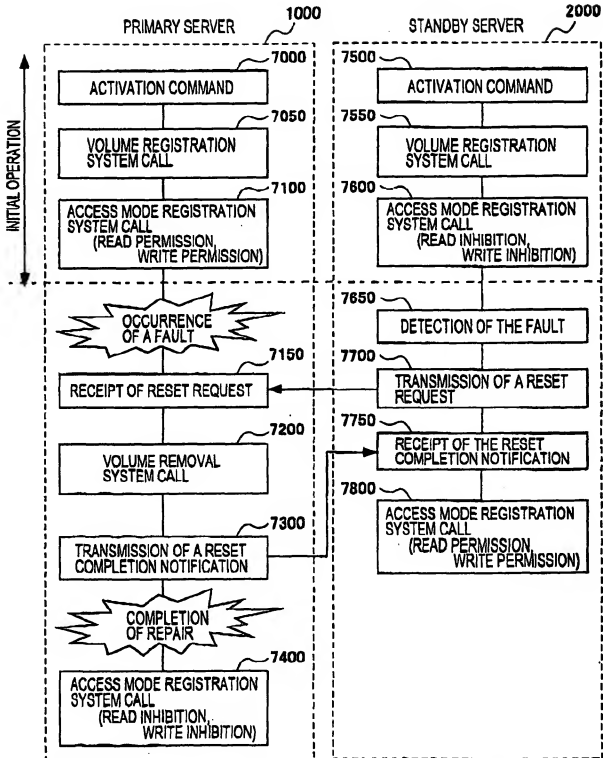 PRIMARY SERVER
1000
7000
ACTIVATION COMMAND
7050
VOLUME REGISTRATION
SYSTEM CALL
7100
ACCESS MODE REGISTRATION
SYSTEM CALL
(READ PERMISSION,
WRITE PERMISSION)
OCCURRENCE
OF A FAULT
7150
RECEIPT OF RESET REQUEST
7200
VOLUME REMOVAL
SYSTEM CALL
7300
TRANSMISSION OF A RESET
COMPLETION NOTIFICATION
COMPLETION
OF REPAIR
7400
ACCESS MODE REGISTRATION
SYSTEM CALL
(READ INHIBITION,
WRITE INHIBITION)
INITIAL OPERATION
STANDBY SERVER
2000
7500
ACTIVATION COMMAND
7550
VOLUME REGISTRATION
SYSTEM CALL
7600
ACCESS MODE REGISTRATION
SYSTEM CALL
(READ INHIBITION,
WRITE INHIBITION)
7650
DETECTION OF THE FAULT
7700
TRANSMISSION OF A RESET
REQUEST
7750
RECEIPT OF THE RESET
COMPLETION NOTIFICATION
7800
ACCESS MODE REGISTRATION
SYSTEM CALL
(READ PERMISSION,
WRITE PERMISSION)